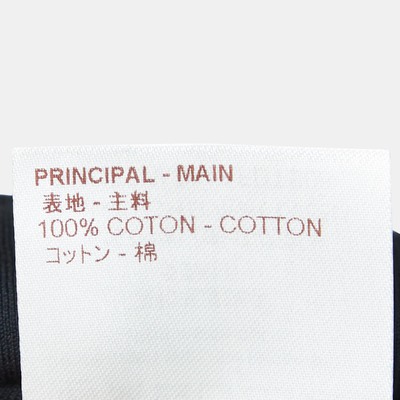 PRINCIPAL - MAIN
表地 - 主料
100% COTON - COTTON
コットン - 棉